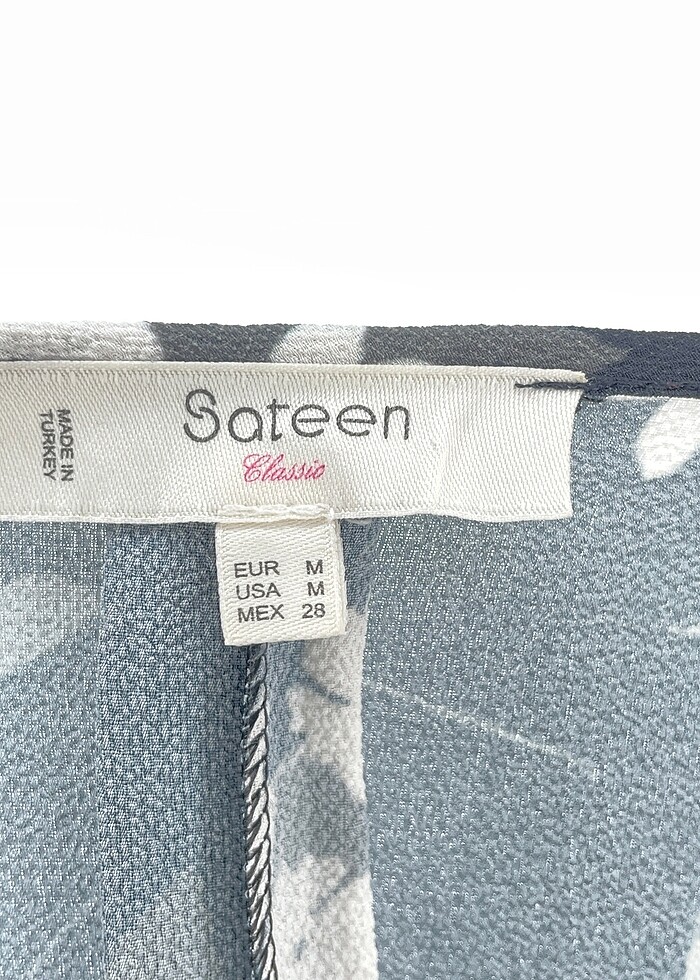 MADE IN
TURKEY
Sateen
Classic
EUR M
USA M
MEX 28